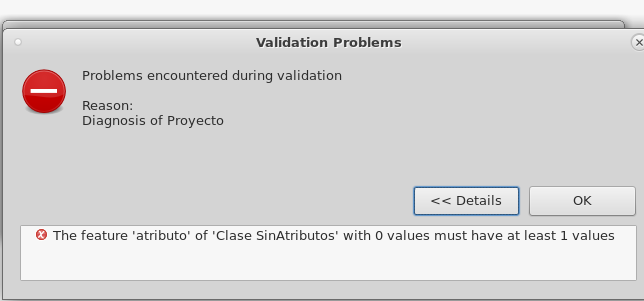 Validation Problems
Problems encountered during validation
Reason:
Diagnosis of Proyecto
<< Details
OK
The feature 'atributo' of 'Clase SinAtributos' with 0 values must have at least 1 values